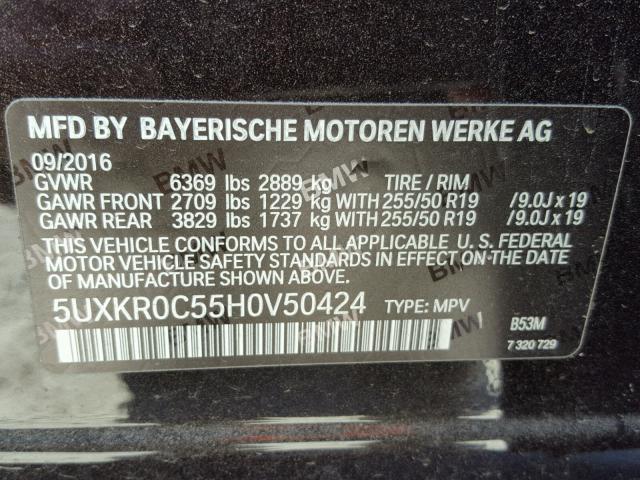 MFD BY BAYERISCHE MOTOREN WERKE AG
09/2016
GVWR 6369 lbs 2889 kg TIRE / RIM
GAWR FRONT 2709 lbs 1229 kg WITH 255/50 R19 /9.0J x 19
GAWR REAR 3829 lbs 1737 kg WITH 255/50 R19 /9.0J x 19
THIS VEHICLE CONFORMS TO ALL APPLICABLE U. S. FEDERAL
MOTOR VEHICLE SAFETY STANDARDS IN EFFECT ON THE DATE
OF MANUFACTURE SHOWN ABOVE.
5UXKR0C55H0V50424 TYPE: MPV
B53M
7 320 729